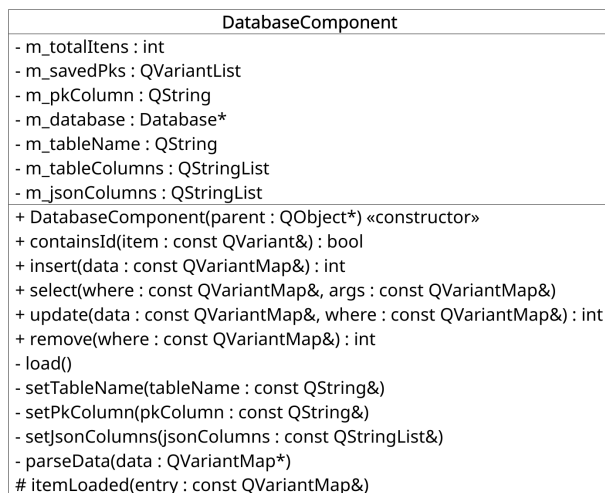 DatabaseComponent
- m_totalItens : int
- m_savedPks : QVariantList
- m_pkColumn : QString
- m_database : Database*
- m_tableName : QString
- m_tableColumns : QStringList
- m_jsonColumns : QStringList
+ DatabaseComponent(parent : QObject*) «constructor»
+ containsId(item : const QVariant&) : bool
+ insert(data : const QVariantMap&) : int
+ select(where : const QVariantMap&, args : const QVariantMap&)
+ update(data : const QVariantMap&, where : const QVariantMap&) : int
+ remove(where : const QVariantMap&) : int
- load()
- setTableName(tableName : const QString&)
- setPkColumn(pkColumn : const QString&)
- setJsonColumns(jsonColumns : const QStringList&)
- parseData(data : QVariantMap*)
# itemLoaded(entry : const QVariantMap&)